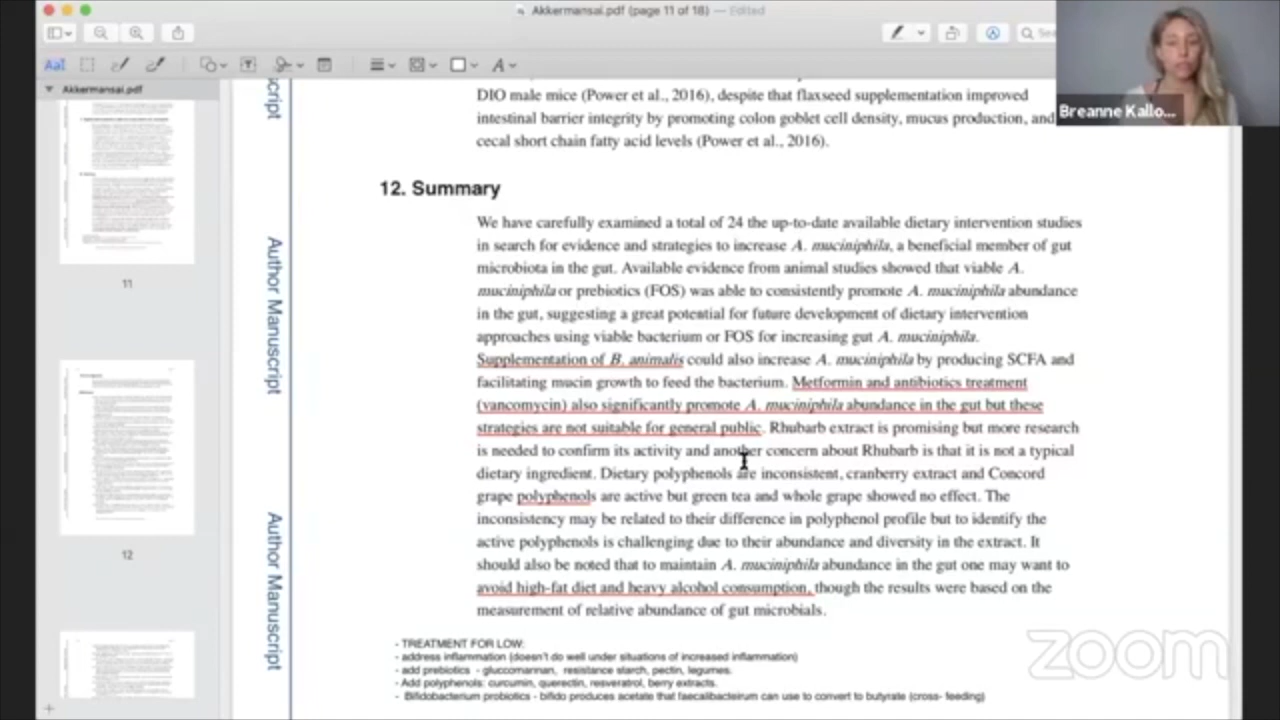 Akkermansai.pdf (page 11 of 18) — Edited
Akkermansai.pdf
Breanne Kallo...
DIO male mice (Power et al., 2016), despite that flaxseed supplementation improved
intestinal barrier integrity by promoting colon goblet cell density, mucus production, and
cecal short chain fatty acid levels (Power et al., 2016).
12. Summary
We have carefully examined a total of 24 the up-to-date available dietary intervention studies
in search for evidence and strategies to increase A. muciniphila, a beneficial member of gut
microbiota in the gut. Available evidence from animal studies showed that viable A.
muciniphila or prebiotics (FOS) was able to consistently promote A. muciniphila abundance
in the gut, suggesting a great potential for future development of dietary intervention
approaches using viable bacterium or FOS for increasing gut A. muciniphila.
Supplementation of B. animalis could also increase A. muciniphila by producing SCFA and
facilitating mucin growth to feed the bacterium. Metformin and antibiotics treatment
(vancomycin) also significantly promote A. muciniphila abundance in the gut but these
strategies are not suitable for general public. Rhubarb extract is promising but more research
is needed to confirm its activity and another concern about Rhubarb is that it is not a typical
dietary ingredient. Dietary polyphenols are inconsistent, cranberry extract and Concord
grape polyphenols are active but green tea and whole grape showed no effect. The
inconsistency may be related to their difference in polyphenol profile but to identify the
active polyphenols is challenging due to their abundance and diversity in the extract. It
should also be noted that to maintain A. muciniphila abundance in the gut one may want to
avoid high-fat diet and heavy alcohol consumption, though the results were based on the
measurement of relative abundance of gut microbials.
- TREATMENT FOR LOW:
- address inflammation (doesn't do well under situations of increased inflammation)
- add prebiotics - gluccomannan, resistance starch, pectin, legumes.
- Add polyphenols: curcumin, querectin, resveratrol, berry extracts.
- Bifidobacterium probiotics - bifido produces acetate that faecalibacteirum can use to convert to butyrate (cross- feeding)
script
Author Manuscript
Author Manuscript
11
12
zoom